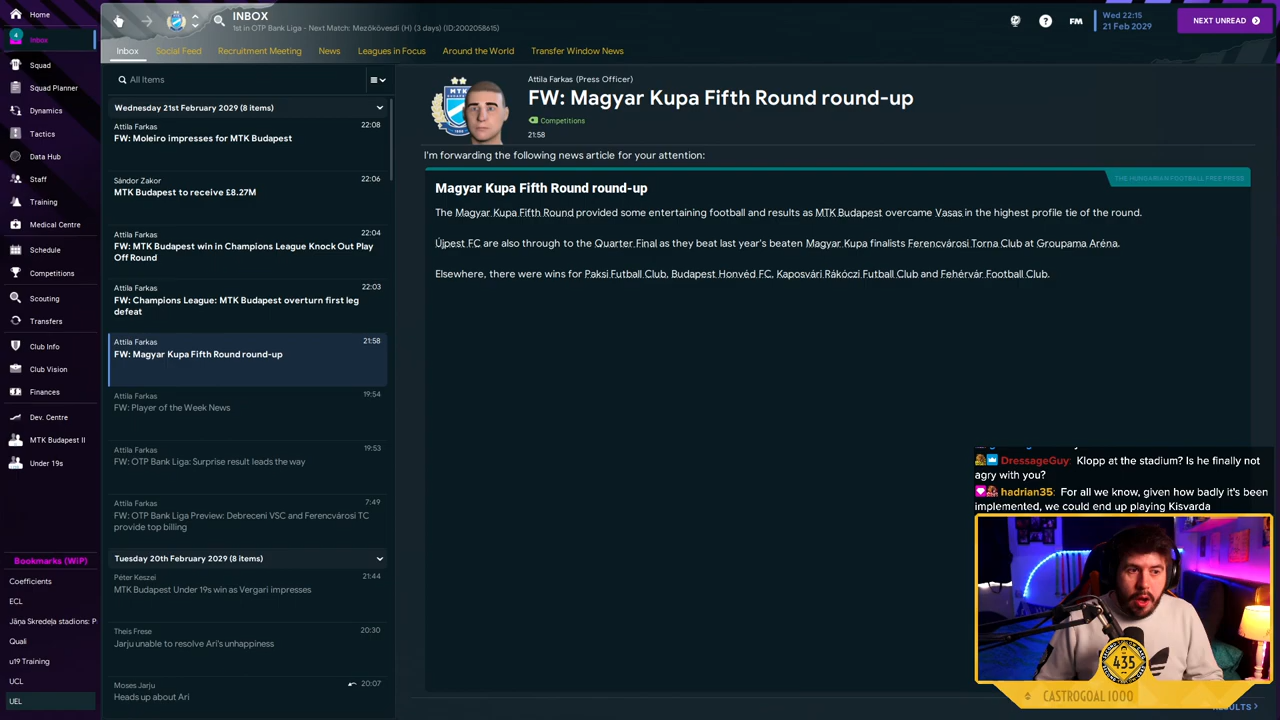 Home
4
Inbox
Squad
Squad Planner
Dynamics
Tactics
Data Hub
Staff
Training
Medical Centre
Schedule
Competitions
Scouting
Transfers
Club Info
Club Vision
Finances
Dev. Centre
MTK Budapest II
Under 19s
Bookmarks (WiP)
Coefficients
ECL
Jāņa Skredeļa stadions: P
Quali
u19 Training
UCL
UEL
INBOX
1st in OTP Bank Liga - Next Match: Mezőkövesdi (H) (3 days) (ID:2002058615)
FM
Wed 22:15
21 Feb 2029
NEXT UNREAD
Inbox
Social Feed
Recruitment Meeting
News
Leagues in Focus
Around the World
Transfer Window News
All Items
Wednesday 21st February 2029 (8 items)
Attila Farkas 22:08
FW: Moleiro impresses for MTK Budapest
Sándor Zakor 22:06
MTK Budapest to receive £8.27M
Attila Farkas 22:04
FW: MTK Budapest win in Champions League Knock Out Play
Off Round
Attila Farkas 22:03
FW: Champions League: MTK Budapest overturn first leg
defeat
Attila Farkas 21:58
FW: Magyar Kupa Fifth Round round-up
Attila Farkas 19:54
FW: Player of the Week News
Attila Farkas 19:53
FW: OTP Bank Liga: Surprise result leads the way
Attila Farkas 7:49
FW: OTP Bank Liga Preview: Debreceni VSC and Ferencvárosi TC
provide top billing
Tuesday 20th February 2029 (8 items)
Péter Keszei 21:44
MTK Budapest Under 19s win as Vergari impresses
Theis Frese 20:30
Jarju unable to resolve Ari's unhappiness
Moses Jarju 20:07
Heads up about Ari
MTK
Attila Farkas (Press Officer)
FW: Magyar Kupa Fifth Round round-up
Competitions
21:58
I'm forwarding the following news article for your attention:
THE HUNGARIAN FOOTBALL FREE PRESS
Magyar Kupa Fifth Round round-up
The Magyar Kupa Fifth Round provided some entertaining football and results as MTK Budapest overcame Vasas in the highest profile tie of the round.
Újpest FC are also through to the Quarter Final as they beat last year's beaten Magyar Kupa finalists Ferencvárosi Torna Club at Groupama Aréna.
Elsewhere, there were wins for Paksi Futball Club, Budapest Honvéd FC, Kaposvári Rákóczi Futball Club and Fehérvár Football Club.
DressageGuy: Klopp at the stadium? Is he finally not
agry with you?
hadrian35: For all we know, given how badly it's been
implemented, we could end up playing Kisvarda
435
CASTROGOAL 1000
RESULTS